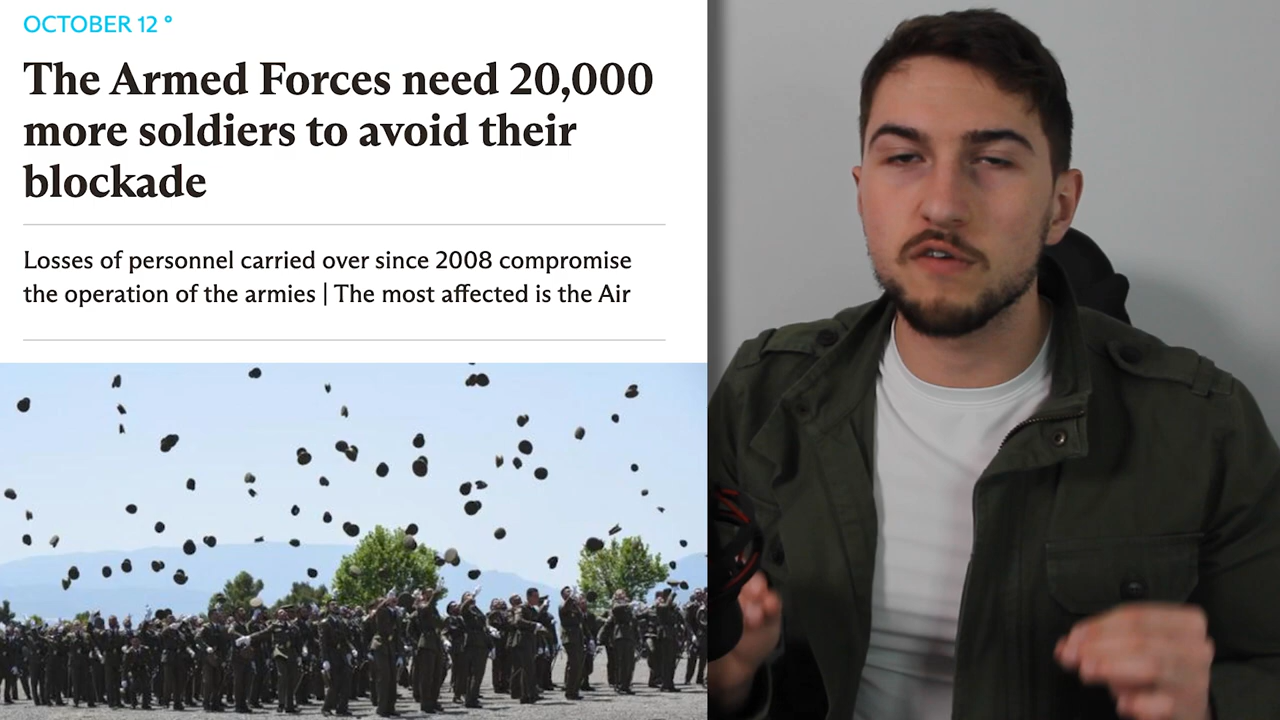 OCTOBER 12 °
The Armed Forces need 20,000
more soldiers to avoid their
blockade
Losses of personnel carried over since 2008 compromise
the operation of the armies | The most affected is the Air